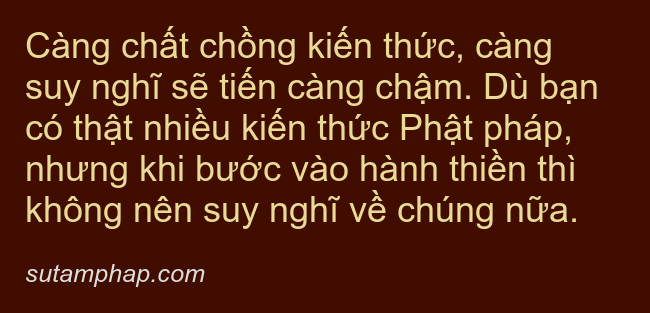 Càng chất chồng kiến thức, càng
suy nghĩ sẽ tiến càng chậm. Dù bạn
có thật nhiều kiến thức Phật pháp,
nhưng khi bước vào hành thiền thì
không nên suy nghĩ về chúng nữa.
sutamphap.com